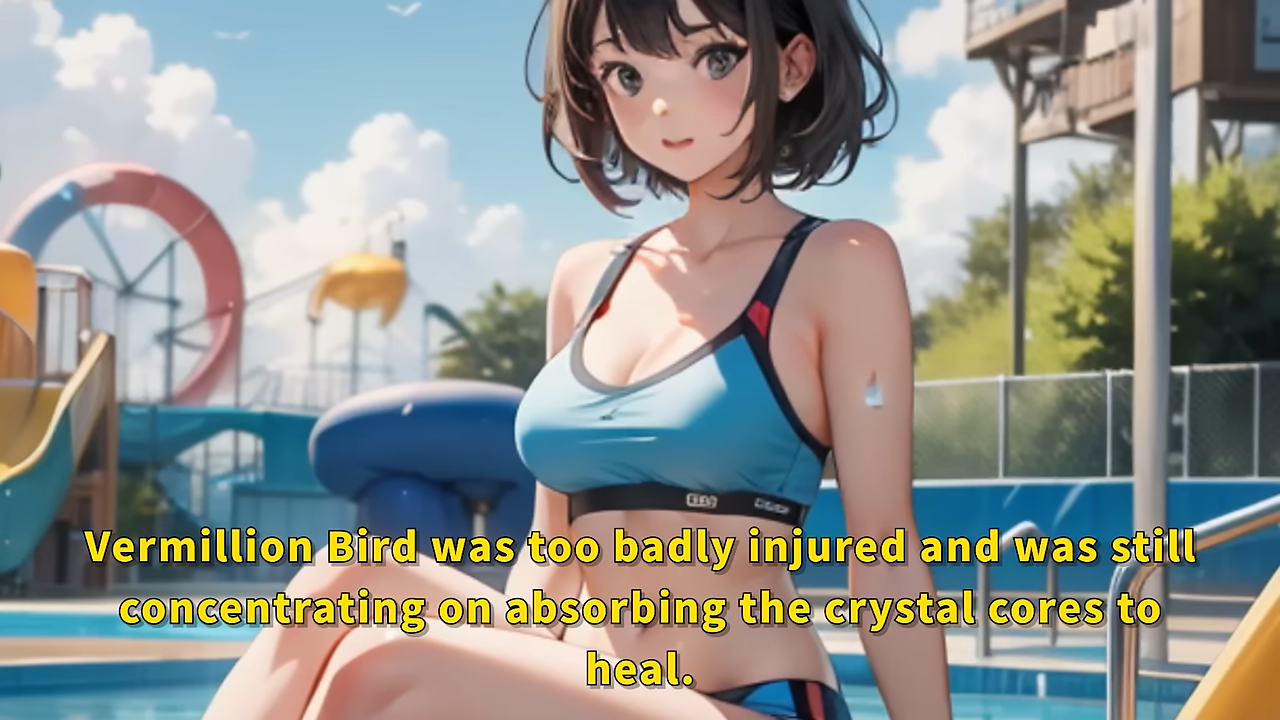 Vermillion Bird was too badly injured and was still
concentrating on absorbing the crystal cores to
heal.